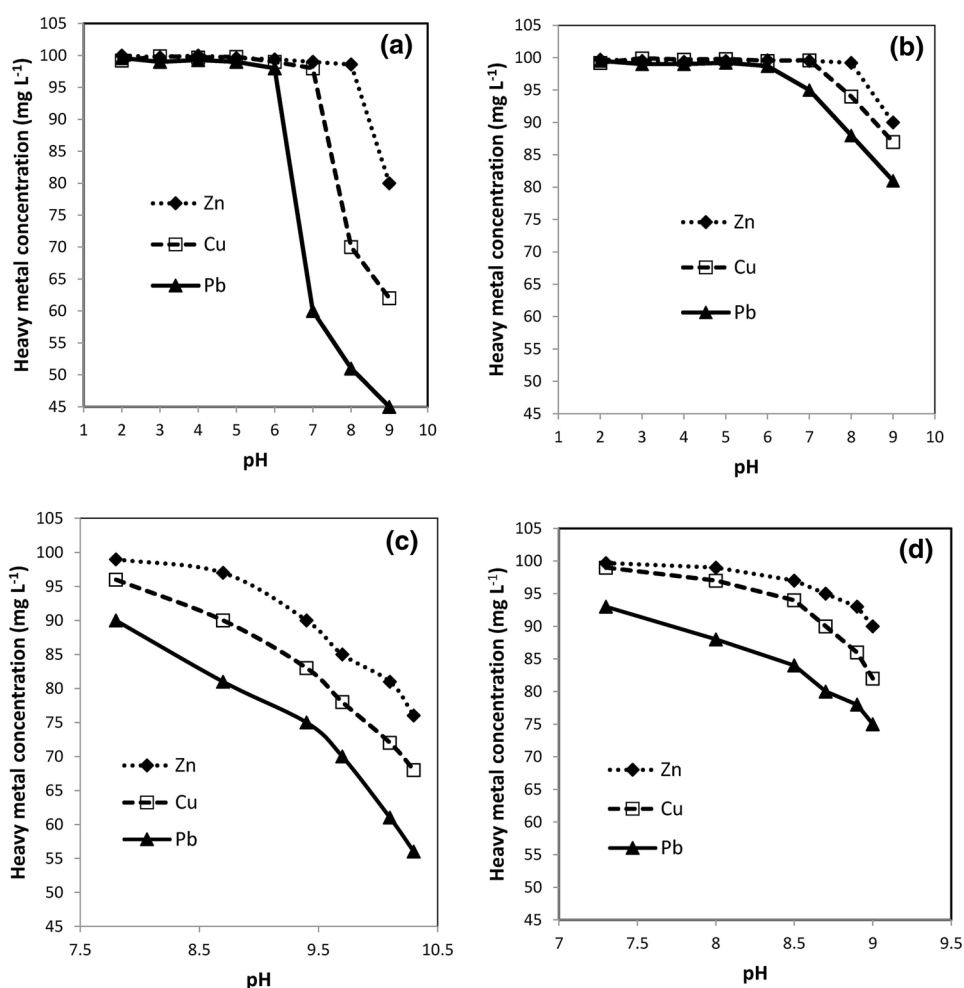 (a)
Heavy metal concentration (mg L-1)
105
100
95
90
85
80
75
70
65
60
55
50
45
Zn
Cu
Pb
1 2 3 4 5 6 7 8 9 10
pH
(b)
Heavy metal concentration (mg L-1)
105
100
95
90
85
80
75
70
65
60
55
50
45
Zn
Cu
Pb
1 2 3 4 5 6 7 8 9 10
pH
(c)
Heavy metal concentration (mg L-1)
105
100
95
90
85
80
75
70
65
60
55
50
45
Zn
Cu
Pb
7.5 8.5 9.5 10.5
pH
(d)
Heavy metal concentration (mg L-1)
105
100
95
90
85
80
75
70
65
60
55
50
45
Zn
Cu
Pb
7 7.5 8 8.5 9 9.5
pH